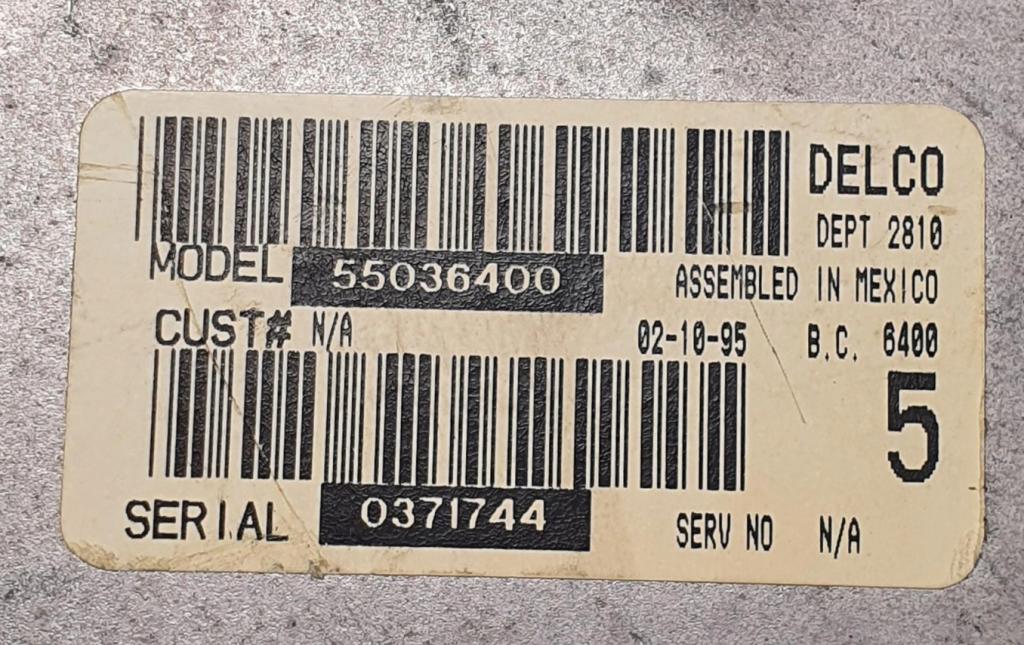 DELCO
DEPT 2810
MODEL 55036400
ASSEMBLED IN MEXICO
CUST# N/A 02-10-95 B.C. 6400
5
SERIAL 0371744
SERV NO N/A